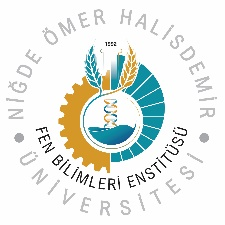 NİĞDE ÖMER HALİSDEMİR
ÜNİVERSİTESİ
1992
FEN BİLİMLERİ ENSTİTÜSÜ